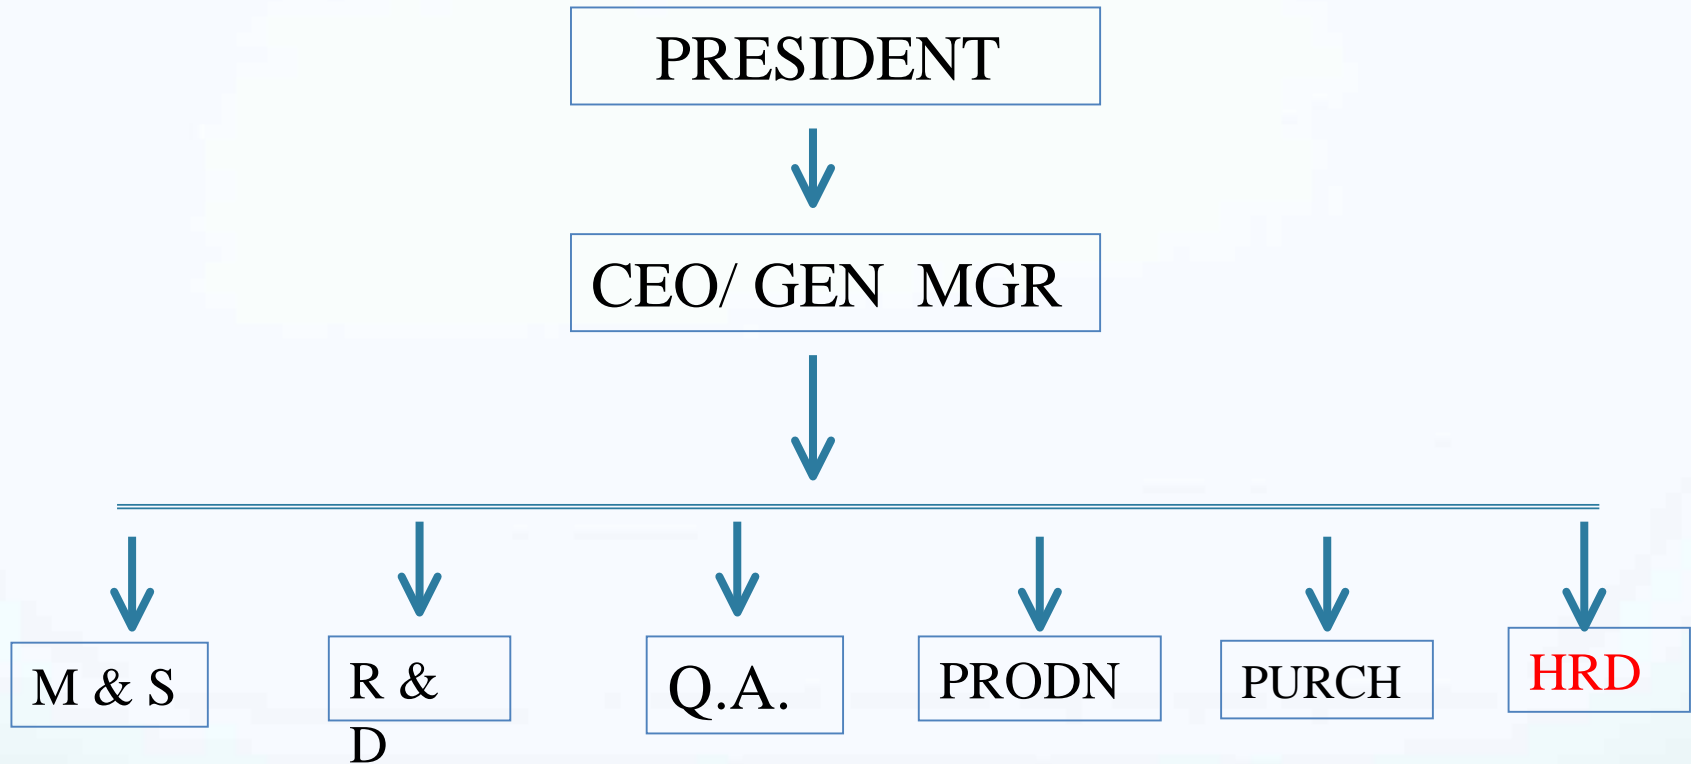 PRESIDENT
CEO/ GEN MGR
M & S
R &
D
Q.A.
PRODN
PURCH
HRD